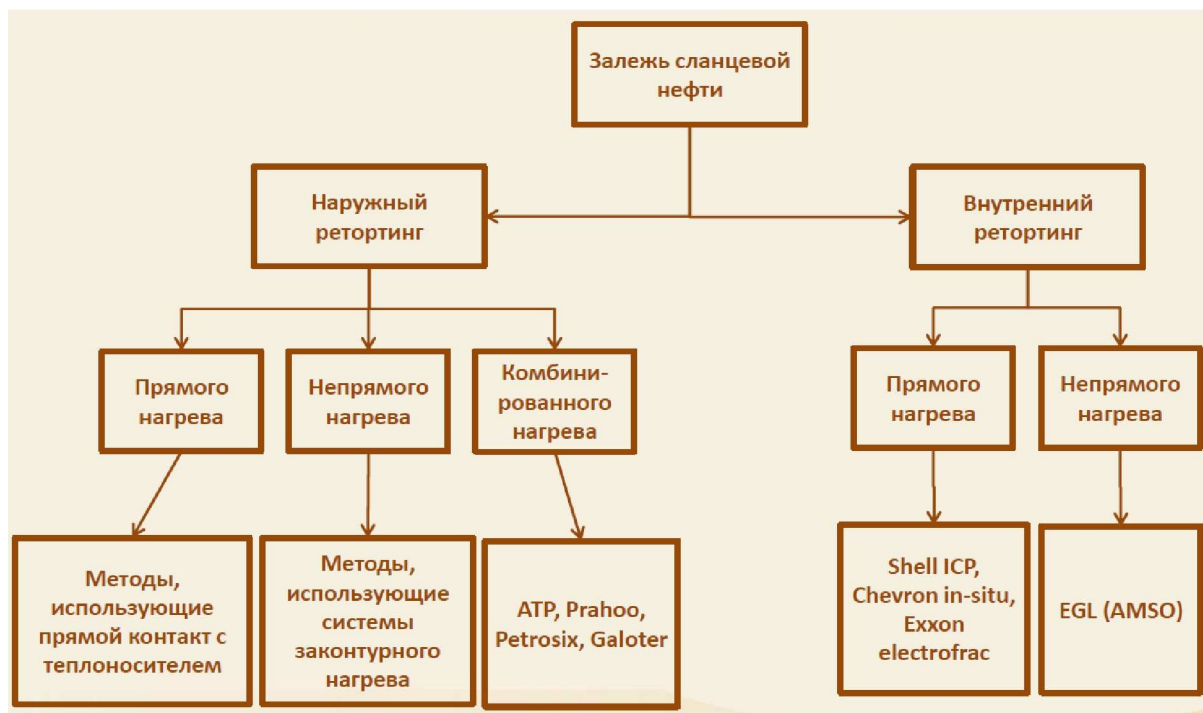 Залежь сланцевой
нефти
Наружный
ретортинг
Внутренний
ретортинг
Прямого
нагрева
Непрямого
нагрева
Комбини-
рованного
нагрева
Прямого
нагрева
Непрямого
нагрева
Методы,
использующие
прямой контакт с
теплоносителем
Методы,
использующие
системы
законтурного
нагрева
ATP, Prahoo,
Petrosix, Galoter
Shell ICP,
Chevron in-situ,
Exxon
electrofrac
EGL (AMSO)